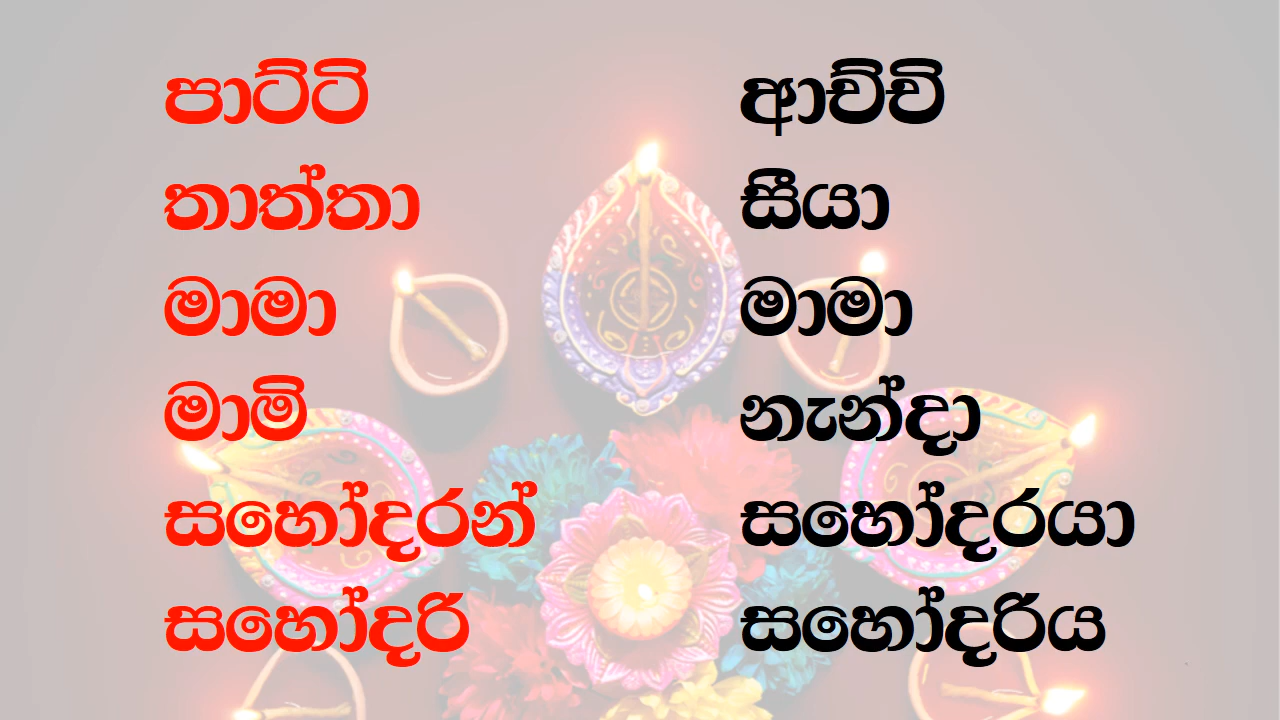 පාට්ටි ආච්චි
තාත්තා සීයා
මාමා මාමා
මාමි නැන්දා
සහෝදරන් සහෝදරයා
සහෝදරි සහෝදරිය